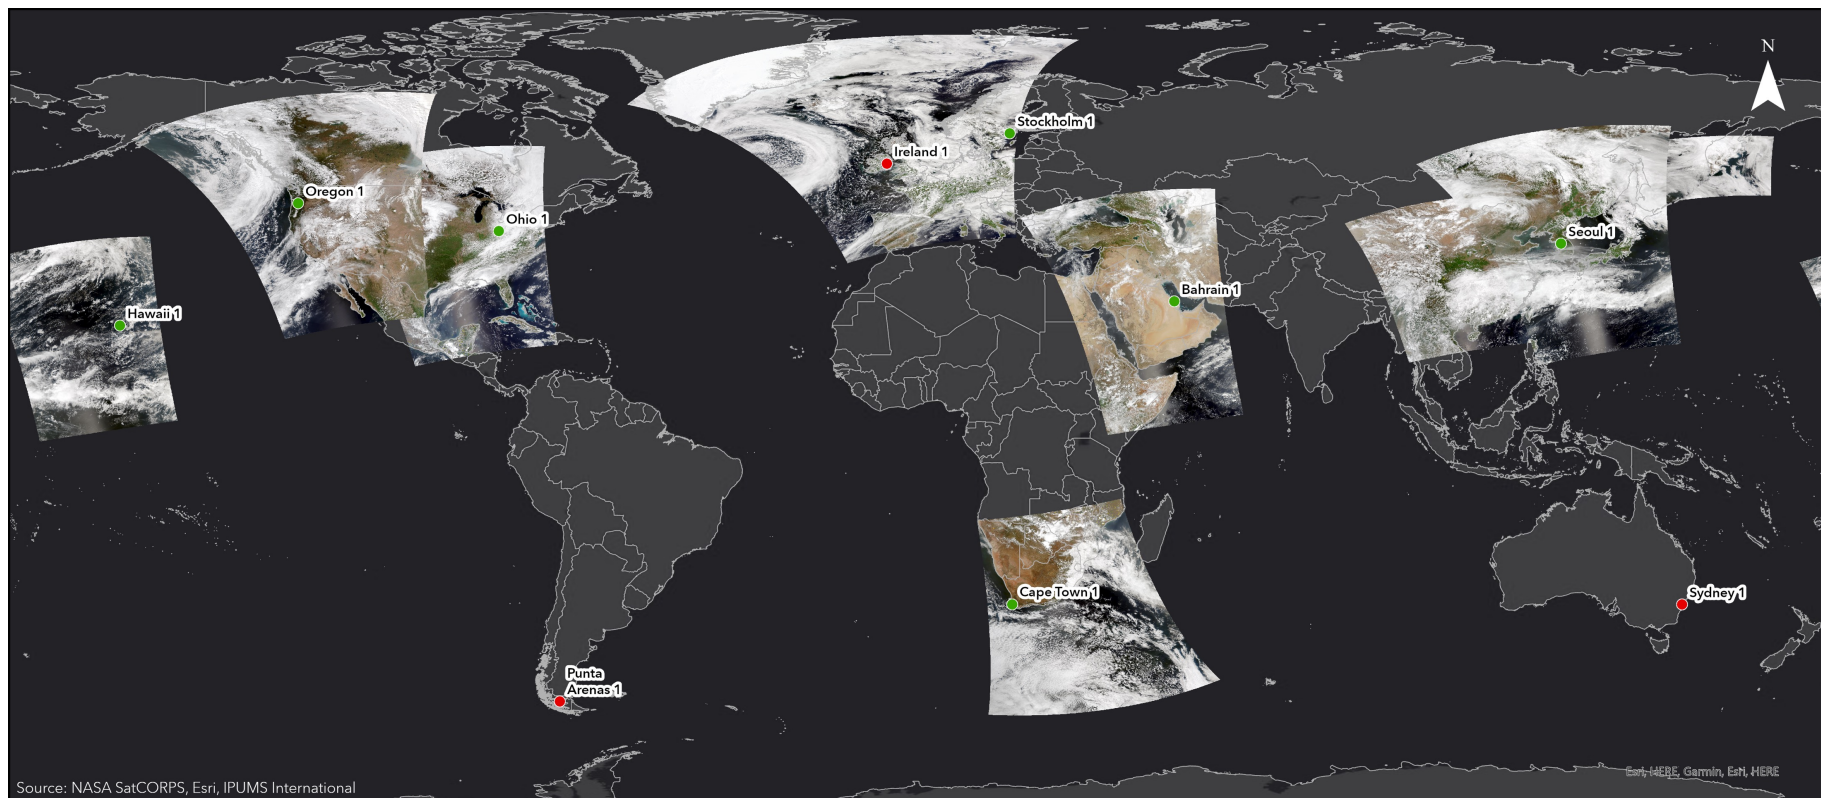 N
Stockholm 1
Ireland 1
Oregon 1
Ohio 1
Seoul 1
Bahrain 1
Hawaii 1
Cape Town 1
Sydney 1
Punta
Arenas 1
Esri, HERE, Garmin, Esri, HERE
Source: NASA SatCORPS, Esri, IPUMS International